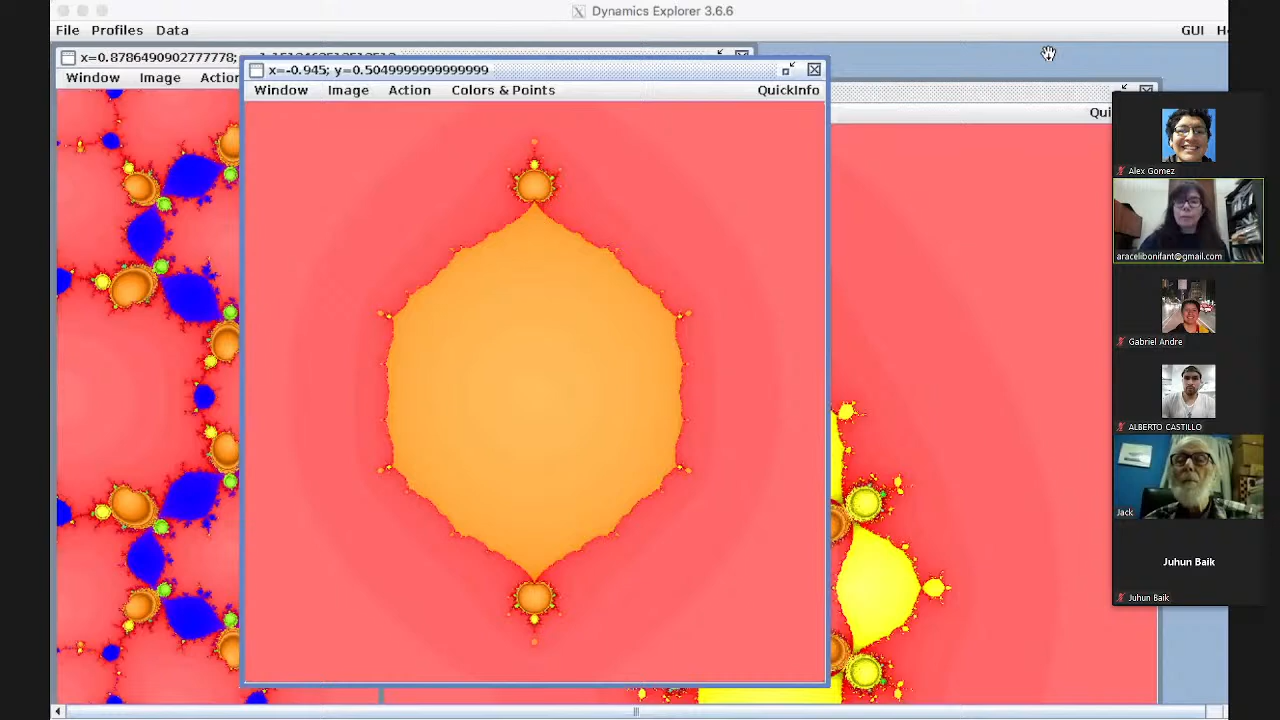 Dynamics Explorer 3.6.6
File Profiles Data GUI
x=0.8786490902777778;
x=-0.945; y=0.5049999999999999
Window Image Action
Window Image Action Colors & Points QuickInfo
Alex Gomez
aracelibonifant@gmail.com
Gabriel Andre
ALBERTO CASTILLO
Jack
Juhun Baik
Juhun Baik